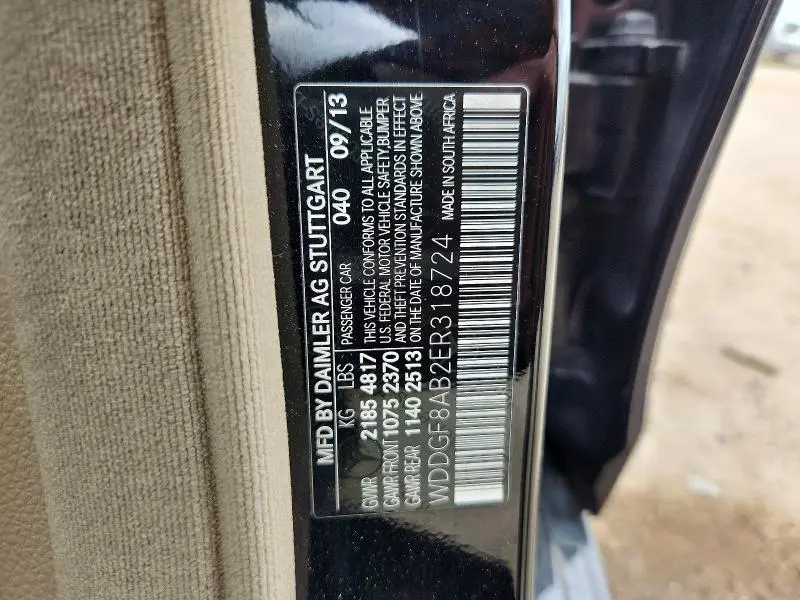 MFD BY DAIMLER AG STUTTGART
KG LBS PASSENGER CAR 040 09/13
GVWR 2185 4817 THIS VEHICLE CONFORMS TO ALL APPLICABLE
GAWR FRONT 1075 2370 U.S. FEDERAL MOTOR VEHICLE SAFETY,BUMPER
AND THEFT PREVENTION STANDARDS IN EFFECT
GAWR REAR 1140 2513 ON THE DATE OF MANUFACTURE SHOWN ABOVE
WDDGF8AB2ER318724 MADE IN SOUTH AFRICA